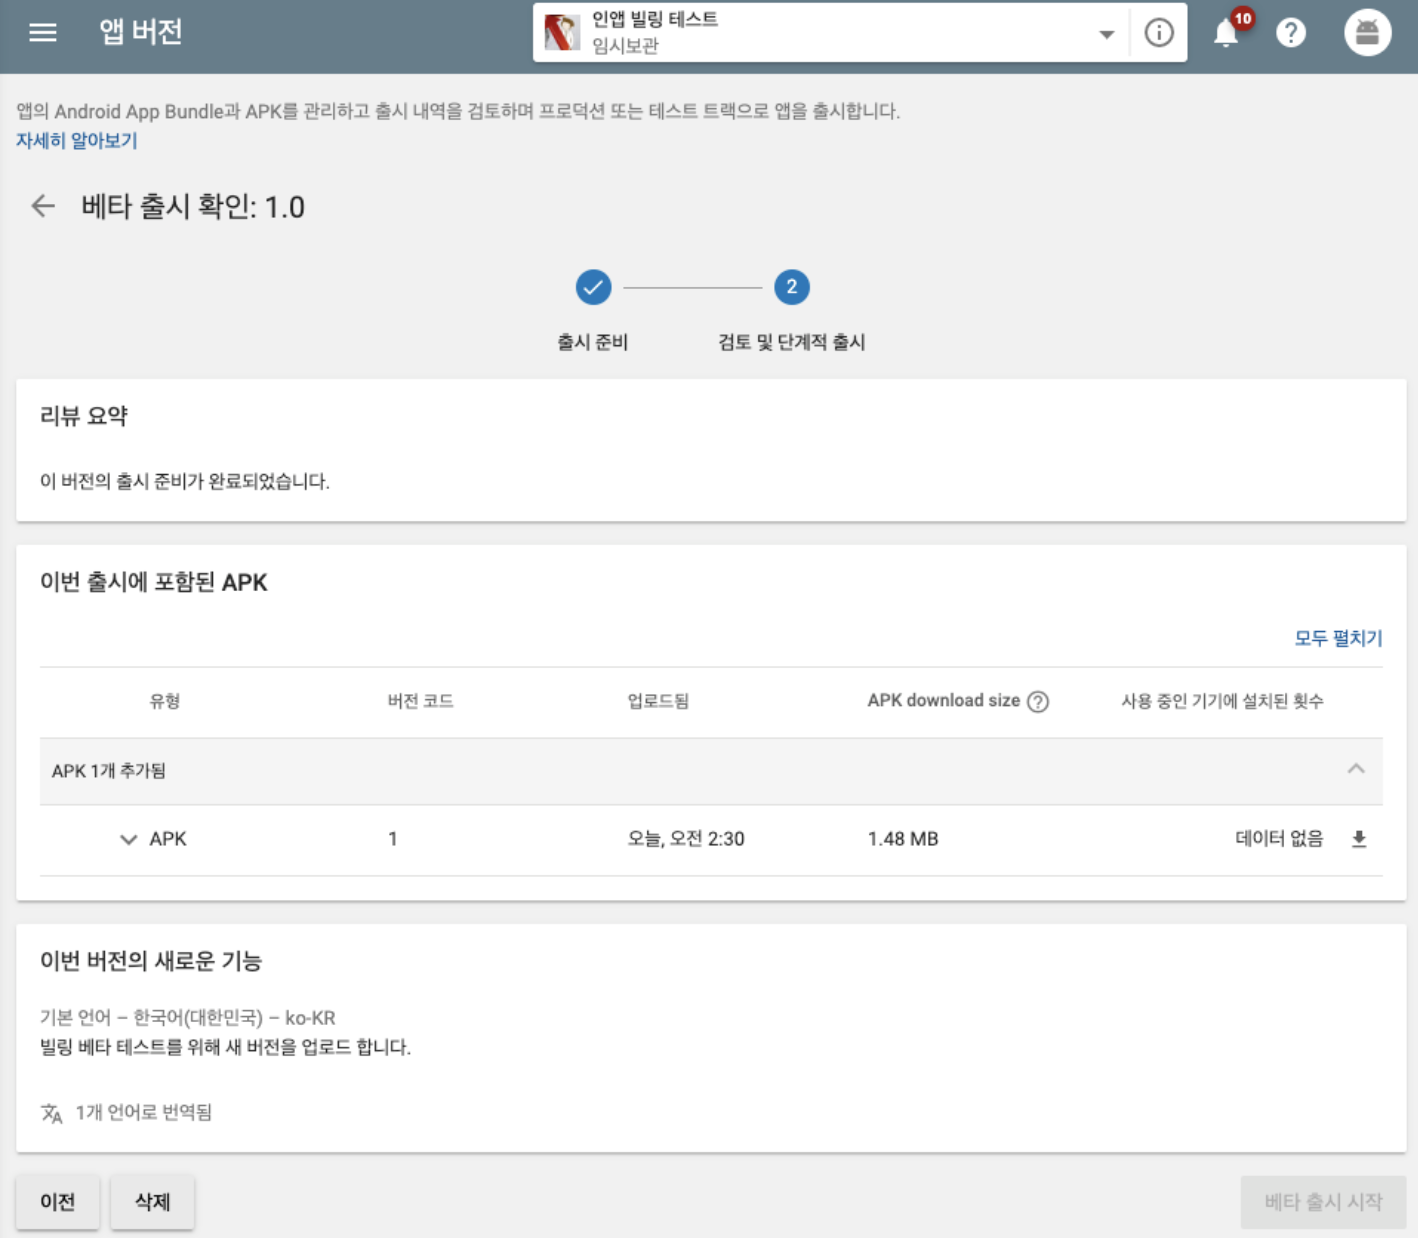 앱 버전
인앱 빌링 테스트
임시보관
10
앱의 Android App Bundle과 APK를 관리하고 출시 내역을 검토하며 프로덕션 또는 테스트 트랙으로 앱을 출시합니다.
자세히 알아보기
베타 출시 확인: 1.0
2
출시 준비
검토 및 단계적 출시
리뷰 요약
이 버전의 출시 준비가 완료되었습니다.
이번 출시에 포함된 APK
모두 펼치기
유형 버전 코드 업로드됨 APK download size 사용 중인 기기에 설치된 횟수
APK 1개 추가됨
APK 1 오늘, 오전 2:30 1.48 MB 데이터 없음
이번 버전의 새로운 기능
기본 언어 – 한국어(대한민국) – ko-KR
빌링 베타 테스트를 위해 새 버전을 업로드 합니다.
1개 언어로 번역됨
이전 삭제 베타 출시 시작